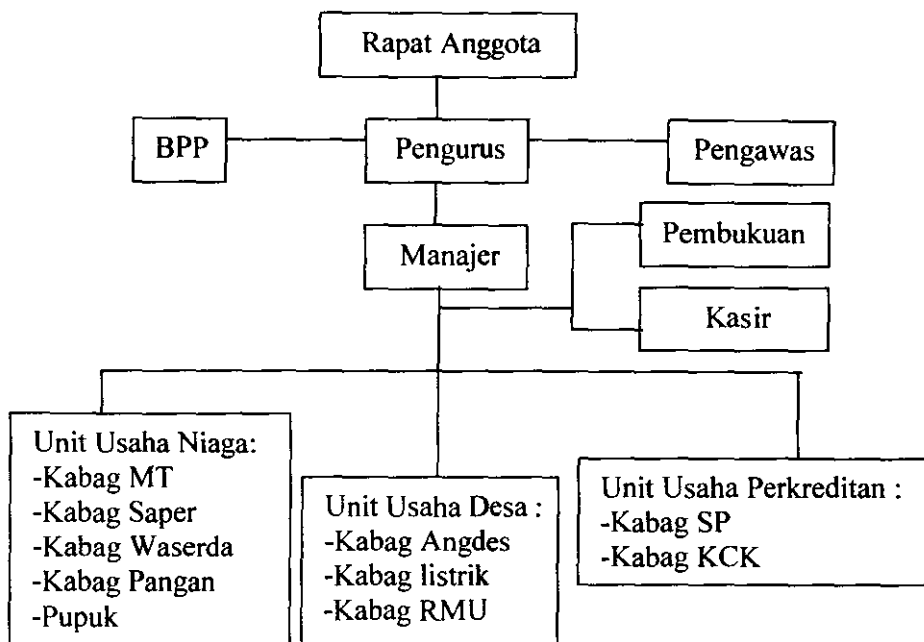 Rapat Anggota
BPP
Pengurus
Pengawas
Manajer
Pembukuan
Kasir
Unit Usaha Niaga:
-Kabag MT
-Kabag Saper
-Kabag Waserda
-Kabag Pangan
-Pupuk
Unit Usaha Desa :
-Kabag Angdes
-Kabag listrik
-Kabag RMU
Unit Usaha Perkreditan :
-Kabag SP
-Kabag KCK